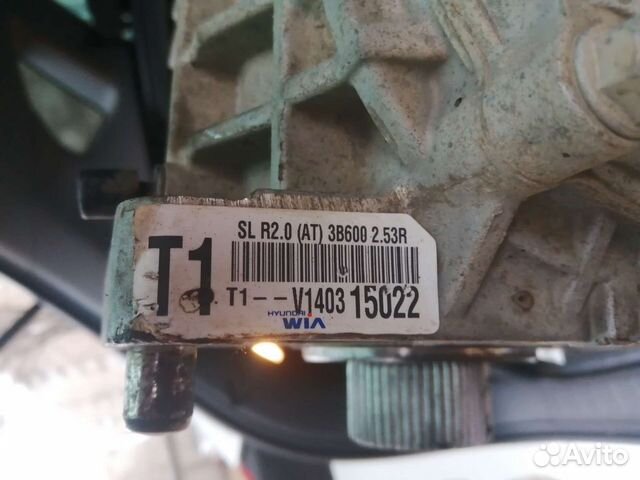 SL R2.0 (AT) 3B600 2.53R
T1
T1--V1403 15022
HYUNDAI
WIA
Avito